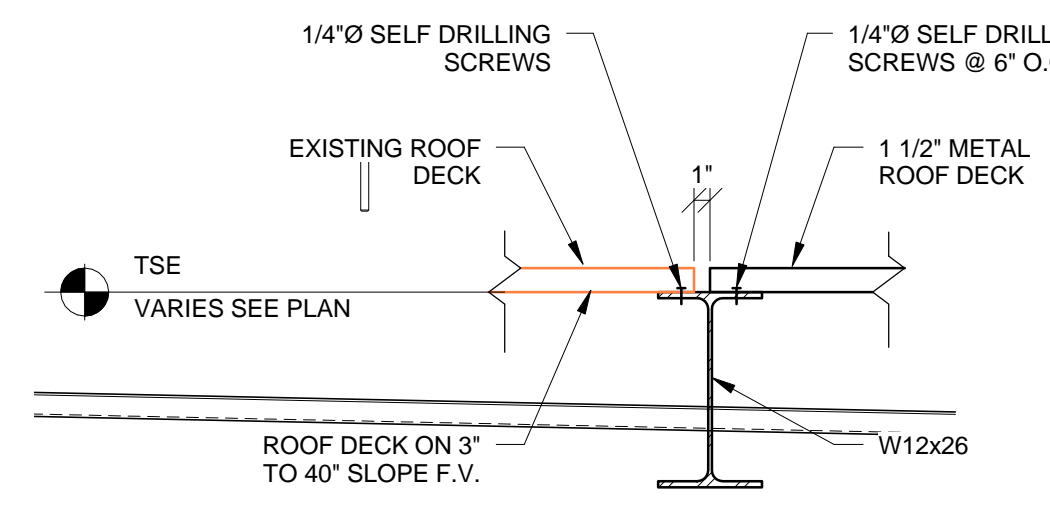 1/4"Ø SELF DRILLING
SCREWS
1/4"Ø SELF
SCREWS @ 6"
EXISTING ROOF
DECK
1"
1 1/2" METAL
ROOF DECK
TSE
VARIES SEE PLAN
ROOF DECK ON 3"
TO 40" SLOPE F.V.
W12x26